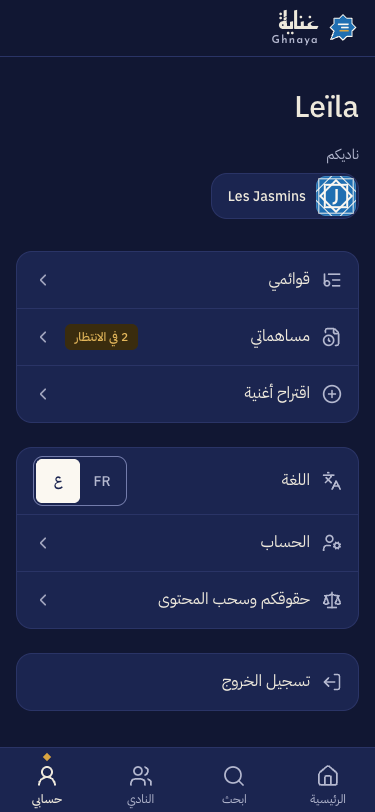 غناية
Ghnaya
Leïla
ناديكم
J
Les Jasmins
قوائمي
مساهماتي
2 في الانتظار
اقتراح أغنية
اللغة
FR
ع
الحساب
حقوقكم وسحب المحتوى
تسجيل الخروج
الرئيسية
ابحث
النادي
حسابي